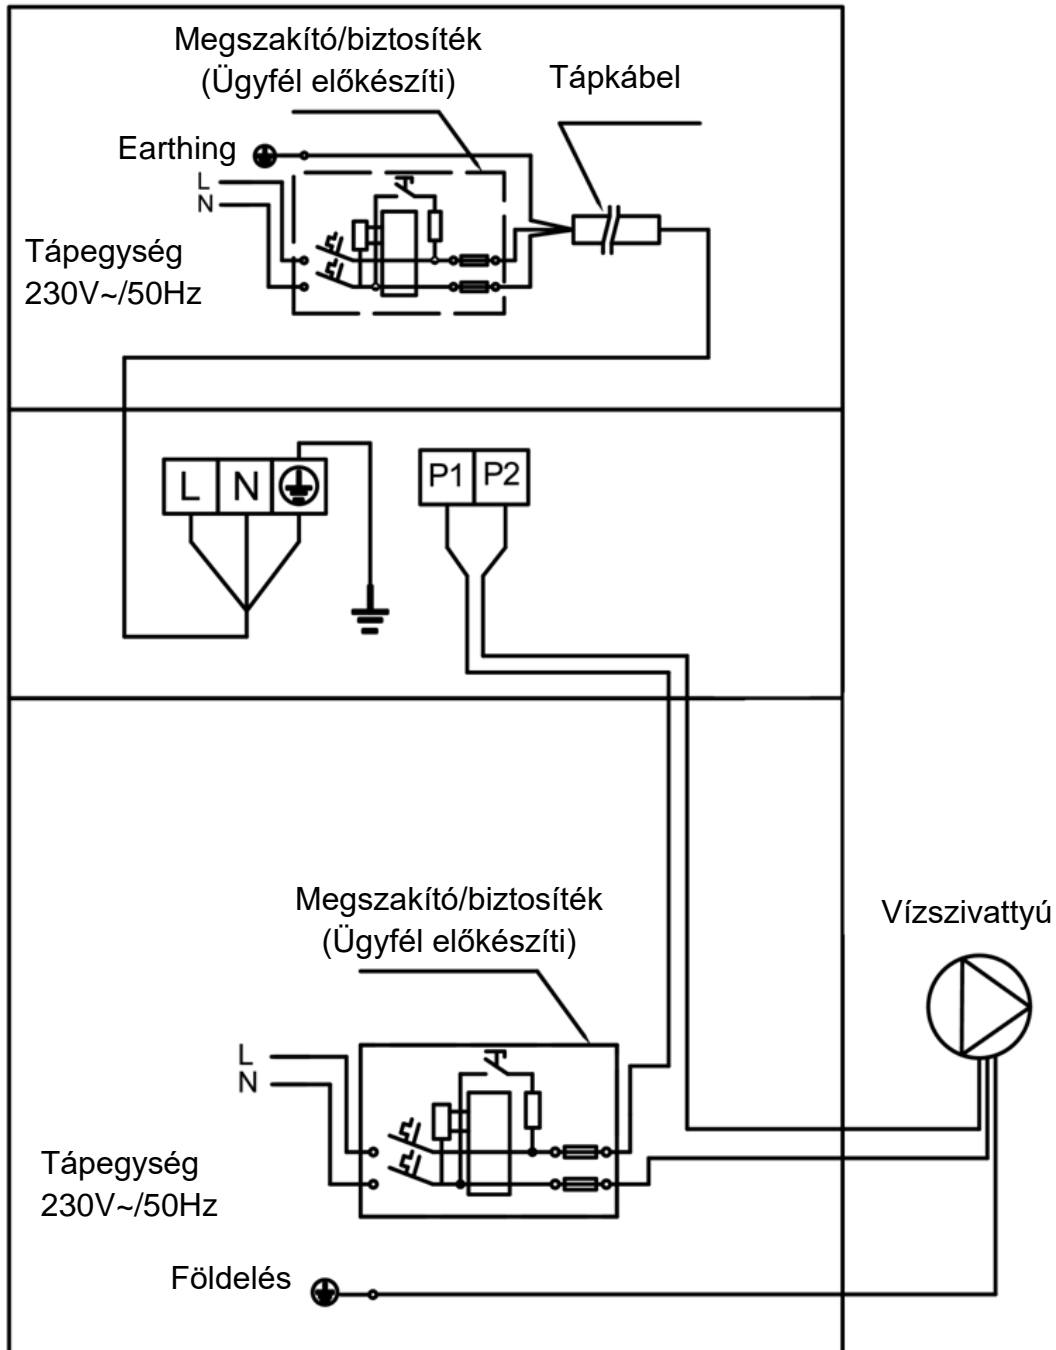 Megszakító/biztosíték
(Ügyfél előkészíti)
Tápkábel
Earthing
L
N
Tápegység
230V~/50Hz
L N
P1 P2
Megszakító/biztosíték
(Ügyfél előkészíti)
Vízszivattyú
L
N
Tápegység
230V~/50Hz
Földelés